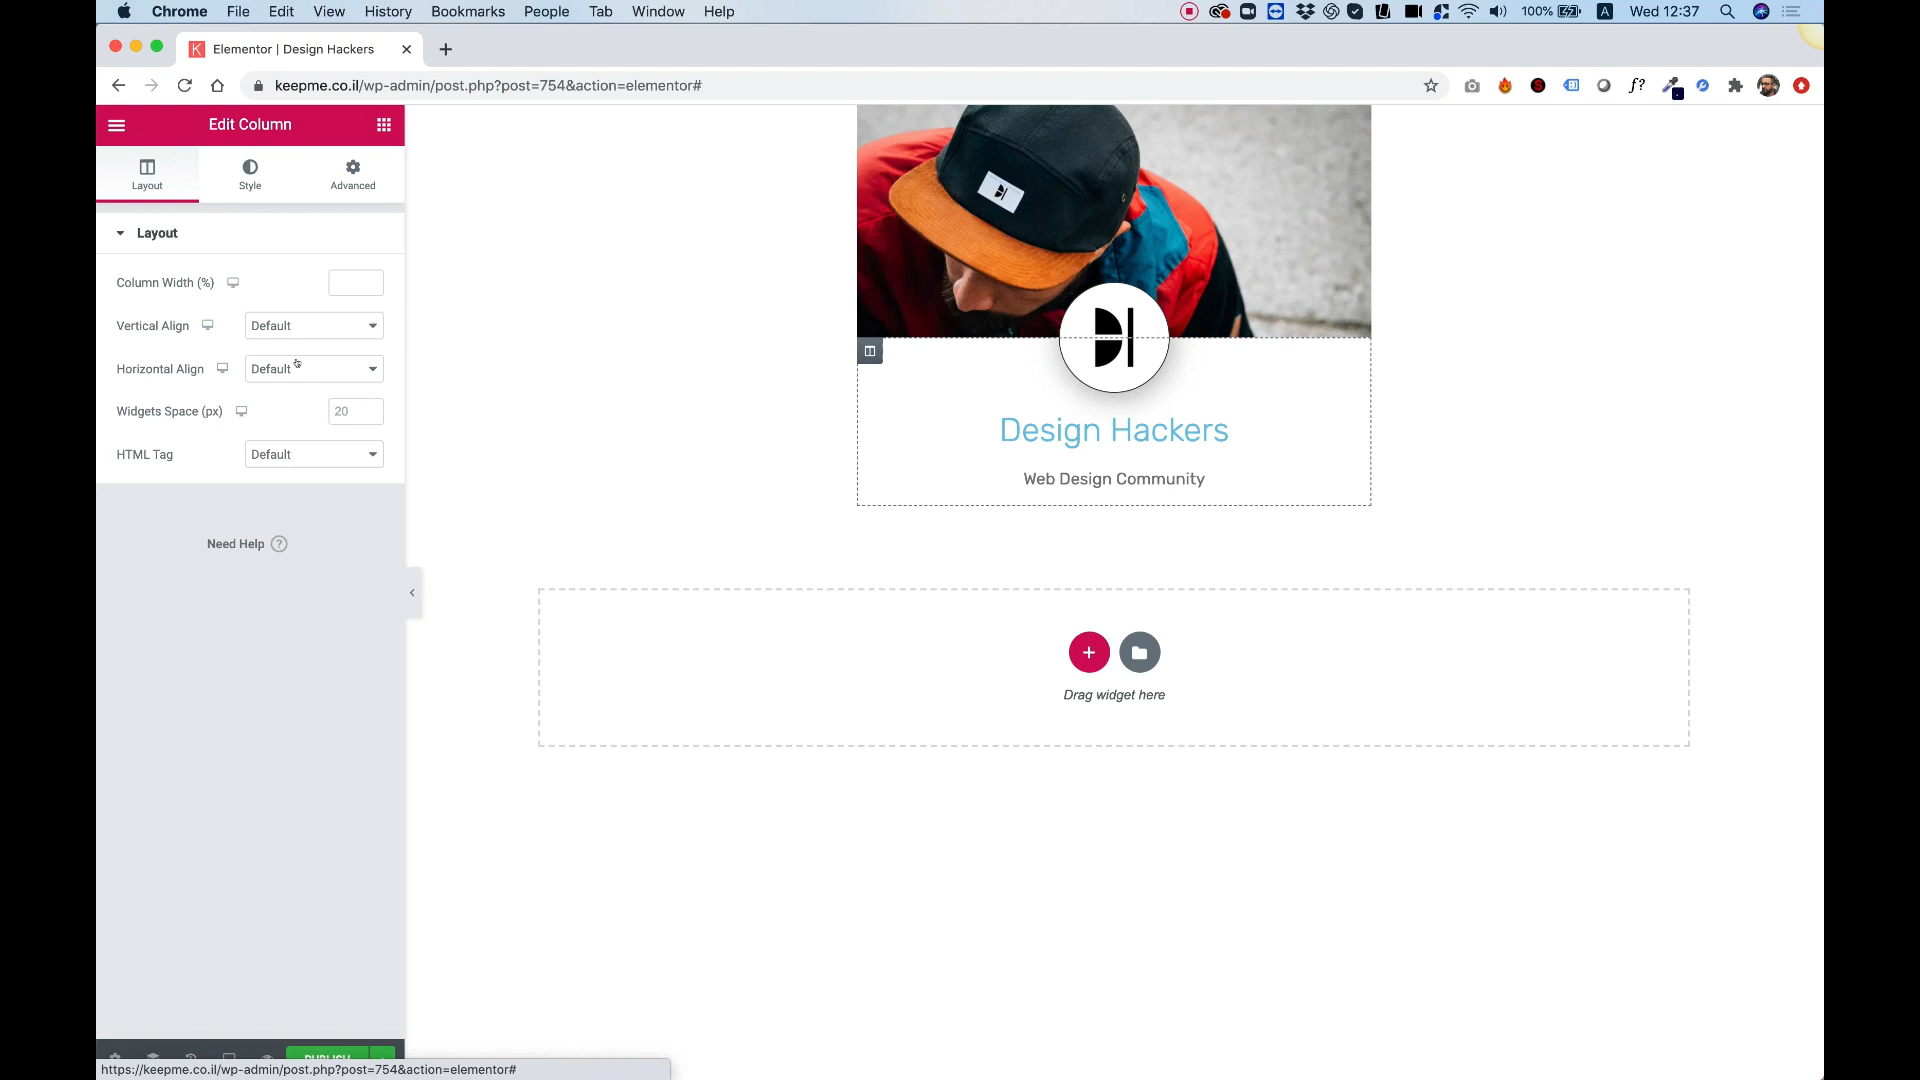 Chrome File Edit View History Bookmarks People Tab Window Help
100% A Wed 12:37
Elementor | Design Hackers
keepme.co.il/wp-admin/post.php?post=754&action=elementor#
f?
Edit Column
Layout Style Advanced
Layout
Column Width (%)
Vertical Align Default
Horizontal Align Default
Widgets Space (px) 20
HTML Tag Default
Need Help ?
Design Hackers
Web Design Community
Drag widget here
PUBLISH
https://keepme.co.il/wp-admin/post.php?post=754&action=elementor#